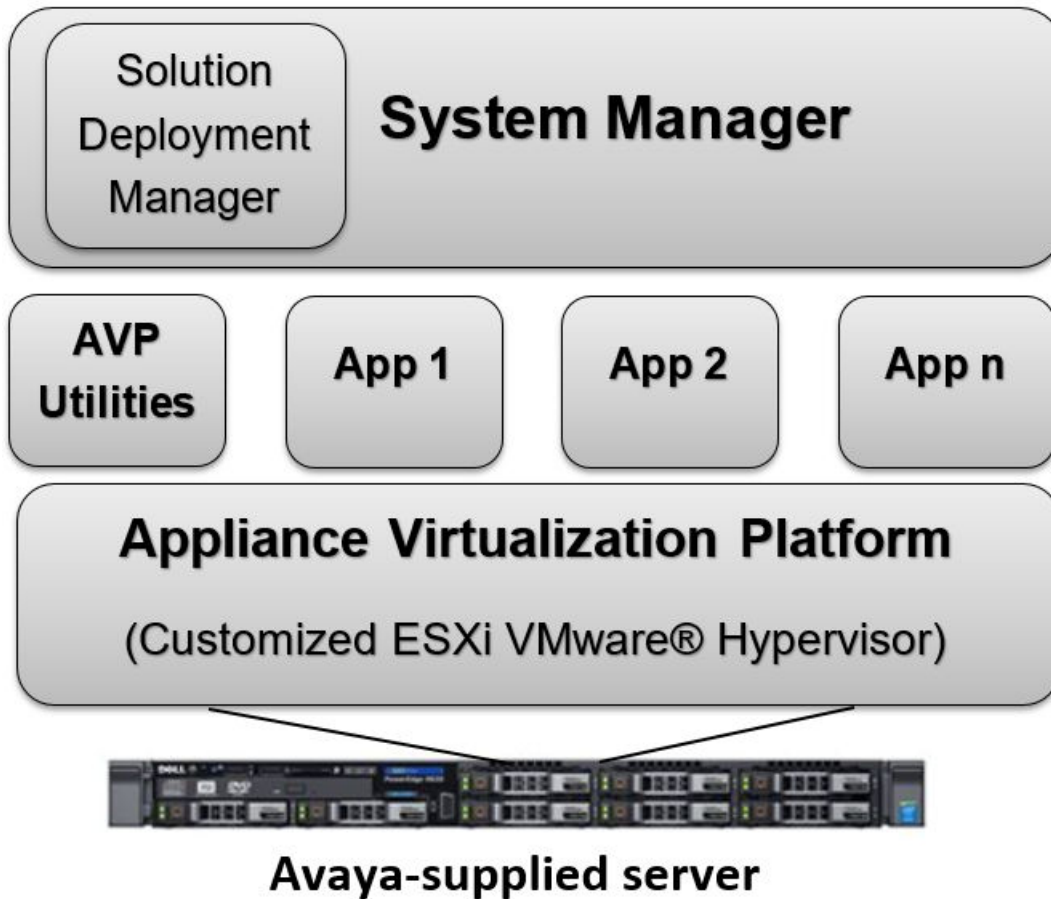 Solution
Deployment
Manager
System Manager
AVP
Utilities
App 1
App 2
App n
Appliance Virtualization Platform
(Customized ESXi VMware® Hypervisor)
DELL
Avaya-supplied server